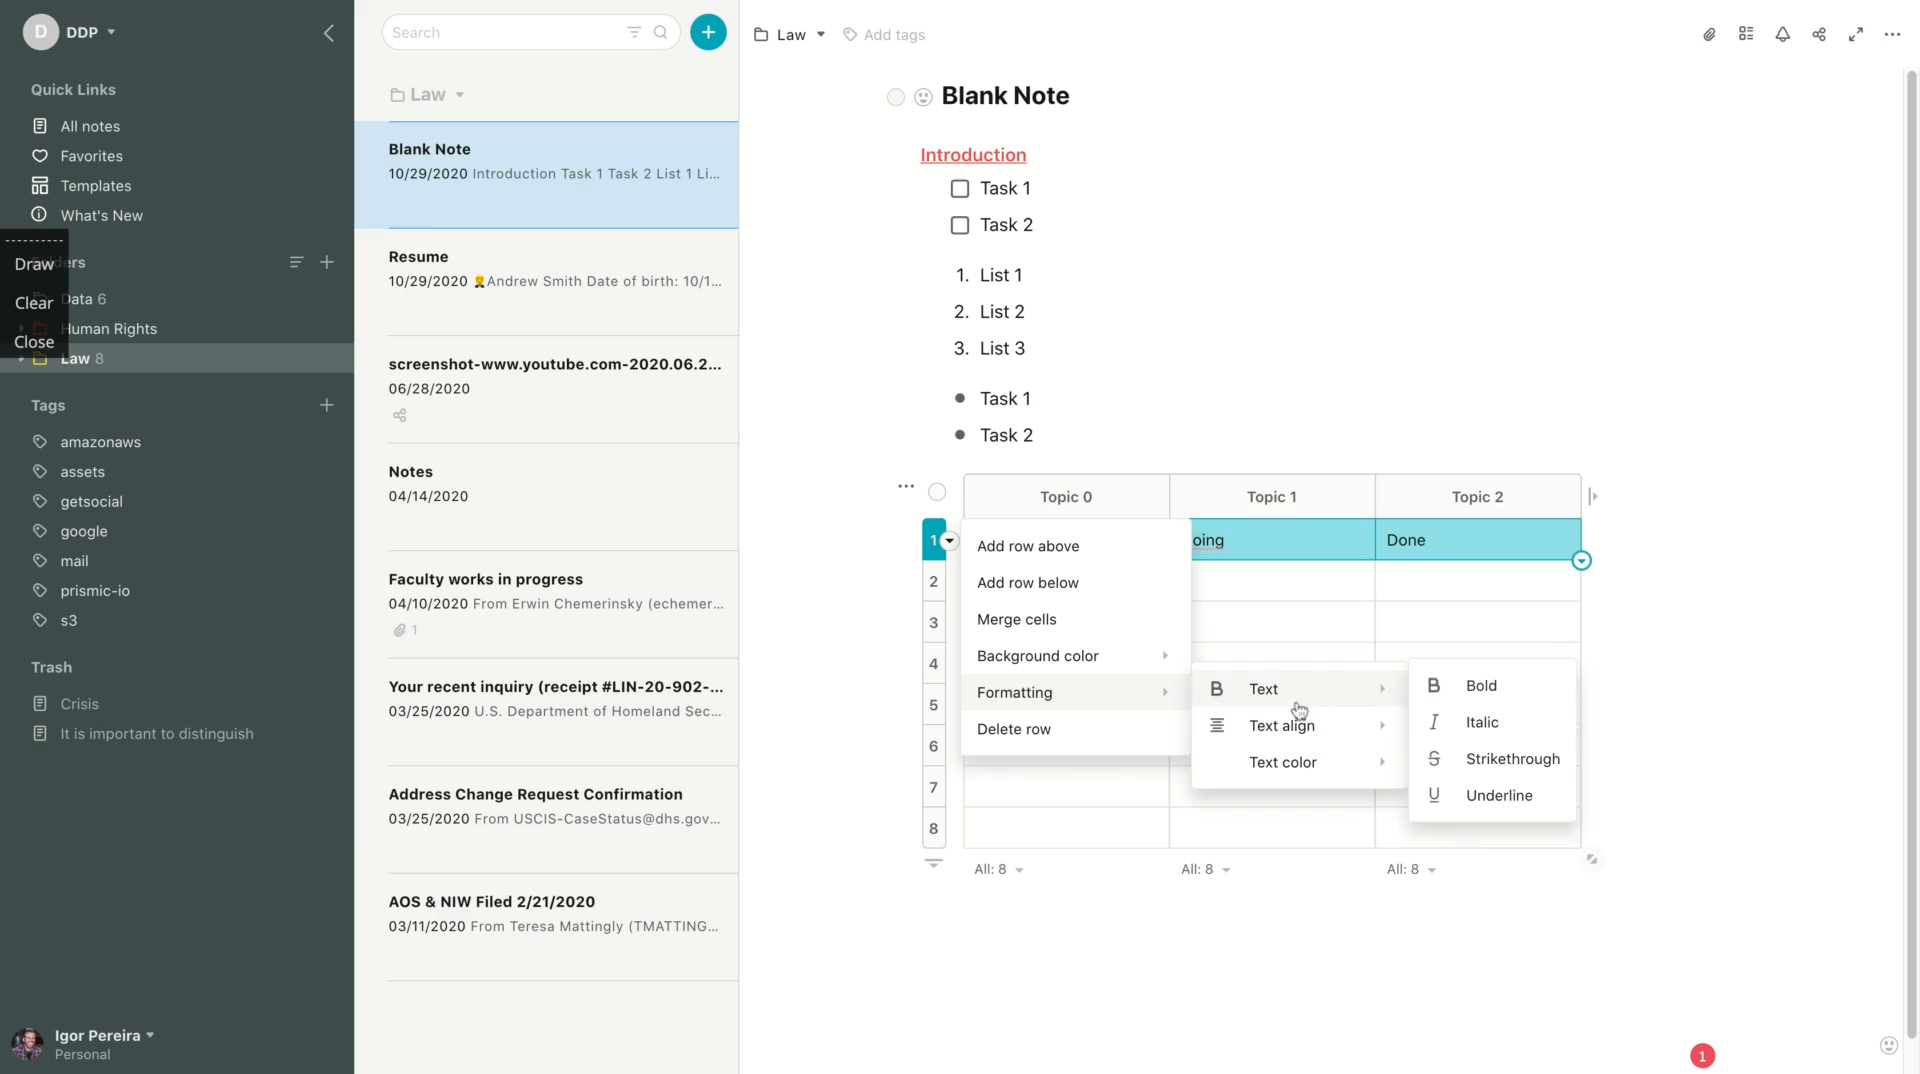 D DDP
Quick Links
All notes
Favorites
Templates
What's New
Draw
Clear
Close
Data 6
Human Rights
Law 8
Tags
amazonaws
assets
getsocial
google
mail
prismic-io
s3
Trash
Crisis
It is important to distinguish
Igor Pereira
Personal
Search
Law
Blank Note
10/29/2020 Introduction Task 1 Task 2 List 1 Li...
Resume
10/29/2020 Andrew Smith Date of birth: 10/1...
screenshot-www.youtube.com-2020.06.2...
06/28/2020
Notes
04/14/2020
Faculty works in progress
04/10/2020 From Erwin Chemerinsky (echemer...
1
Your recent inquiry (receipt #LIN-20-902-...
03/25/2020 U.S. Department of Homeland Sec...
Address Change Request Confirmation
03/25/2020 From USCIS-CaseStatus@dhs.gov...
AOS & NIW Filed 2/21/2020
03/11/2020 From Teresa Mattingly (TMATTING...
Law Add tags
Blank Note
Introduction
Task 1
Task 2
1. List 1
2. List 2
3. List 3
Task 1
Task 2
Topic 0 Topic 1 Topic 2
1 oing Done
2
3
4
5
6
7
8
Add row above
Add row below
Merge cells
Background color
Formatting
Delete row
B Text
Text align
Text color
B Bold
I Italic
S Strikethrough
U Underline
All: 8 All: 8 All: 8
1